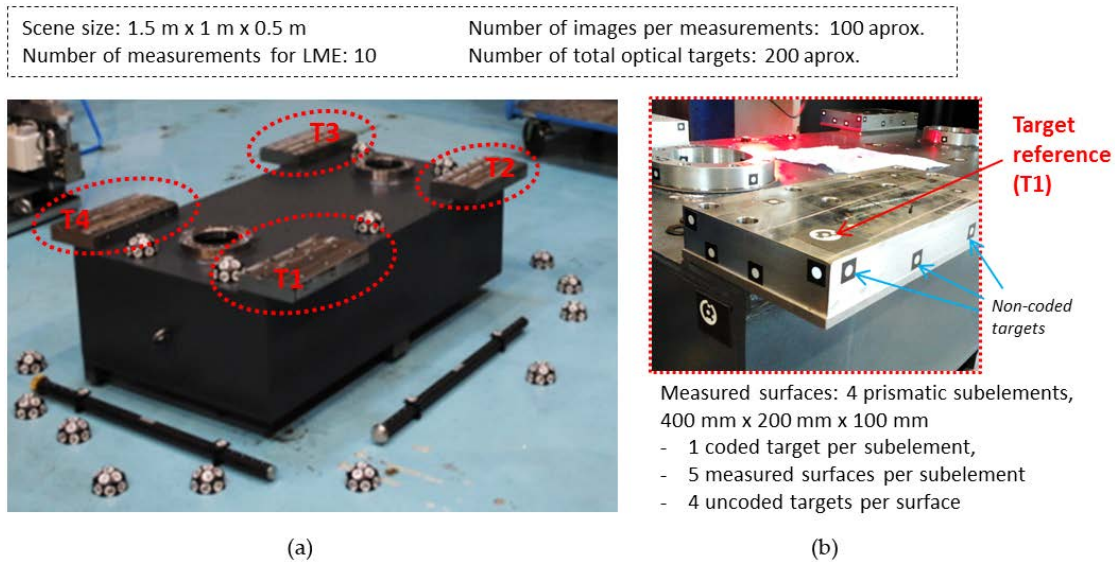 Scene size: 1.5 m x 1 m x 0.5 m
Number of images per measurements: 100 aprox.
Number of measurements for LME: 10
Number of total optical targets: 200 aprox.
T3
T2
T4
T1
Target
reference
(T1)
Non-coded
targets
Measured surfaces: 4 prismatic subelements,
400 mm x 200 mm x 100 mm
- 1 coded target per subelement,
- 5 measured surfaces per subelement
- 4 uncoded targets per surface
(a)
(b)